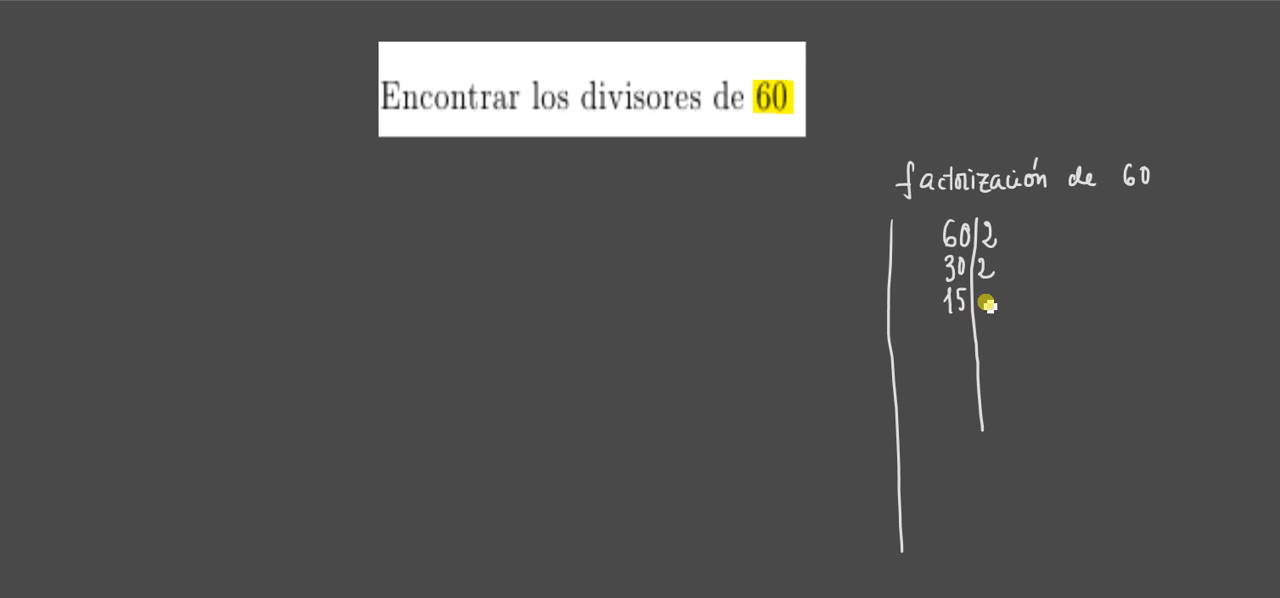 Encontrar los divisores de 60
factorización de 60
60|2
30|2
15|